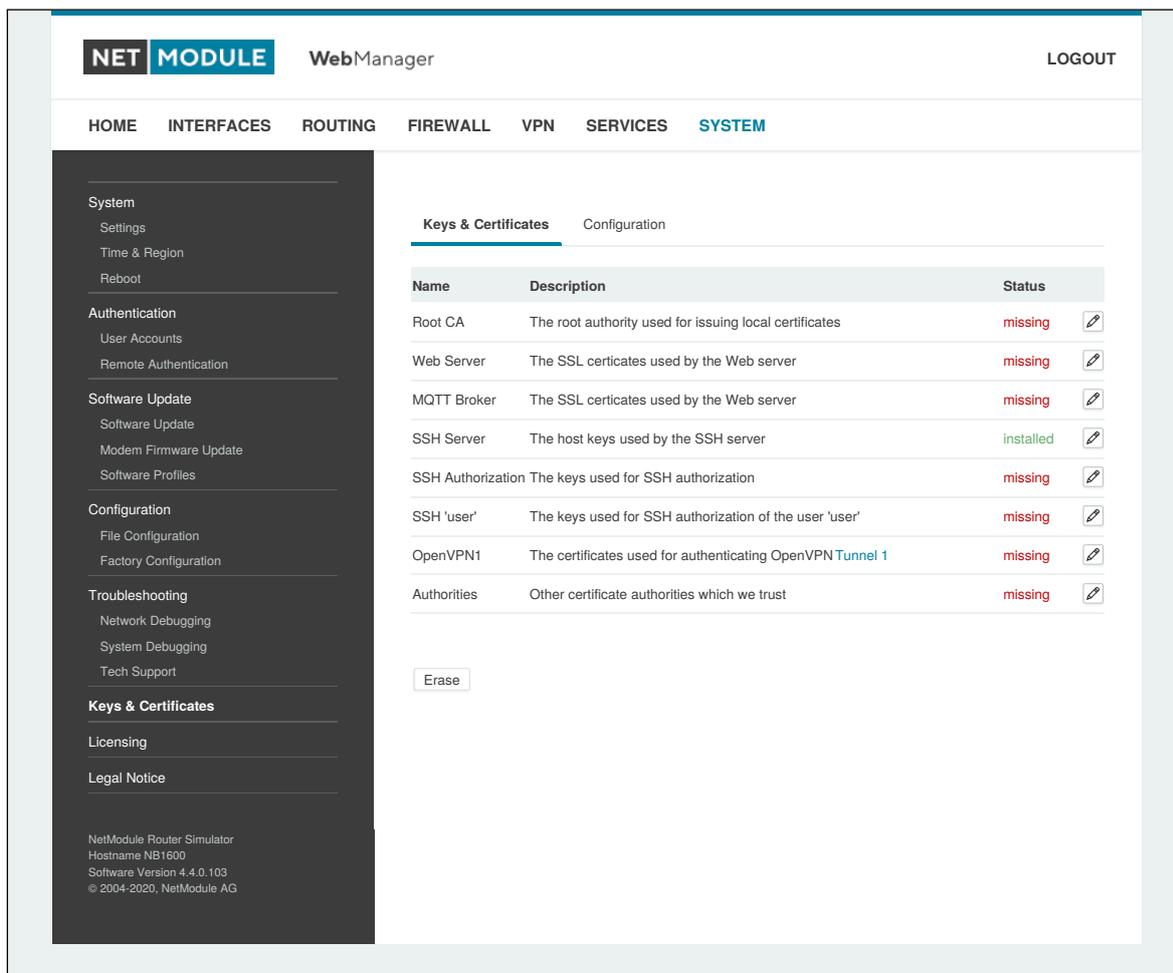 NET MODULE WebManager LOGOUT
HOME INTERFACES ROUTING FIREWALL VPN SERVICES SYSTEM
System
Settings
Time & Region
Reboot
Authentication
User Accounts
Remote Authentication
Software Update
Software Update
Modem Firmware Update
Software Profiles
Configuration
File Configuration
Factory Configuration
Troubleshooting
Network Debugging
System Debugging
Tech Support
Keys & Certificates
Licensing
Legal Notice
NetModule Router Simulator
Hostname NB1600
Software Version 4.4.0.103
© 2004-2020, NetModule AG
Keys & Certificates Configuration
Name Description Status
Root CA The root authority used for issuing local certificates missing
Web Server The SSL certicates used by the Web server missing
MQTT Broker The SSL certicates used by the Web server missing
SSH Server The host keys used by the SSH server installed
SSH Authorization The keys used for SSH authorization missing
SSH 'user' The keys used for SSH authorization of the user 'user' missing
OpenVPN1 The certificates used for authenticating OpenVPN Tunnel 1 missing
Authorities Other certificate authorities which we trust missing
Erase